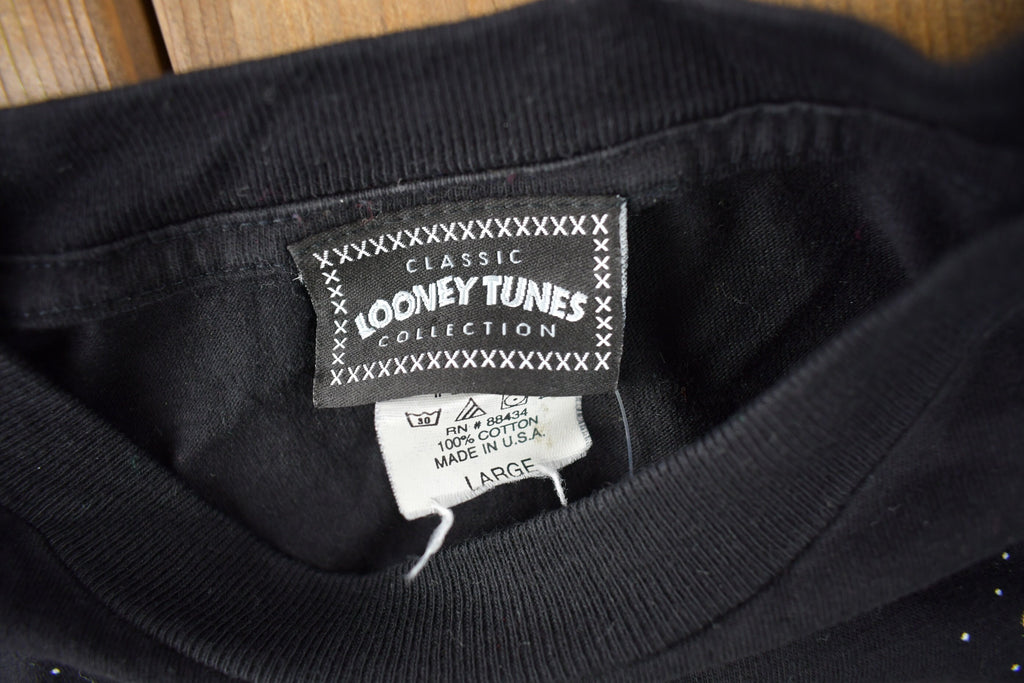 CLASSIC
LOONEY TUNES
COLLECTION
30
RN # 88434
100% COTTON
MADE IN U.S.A.
LARGE